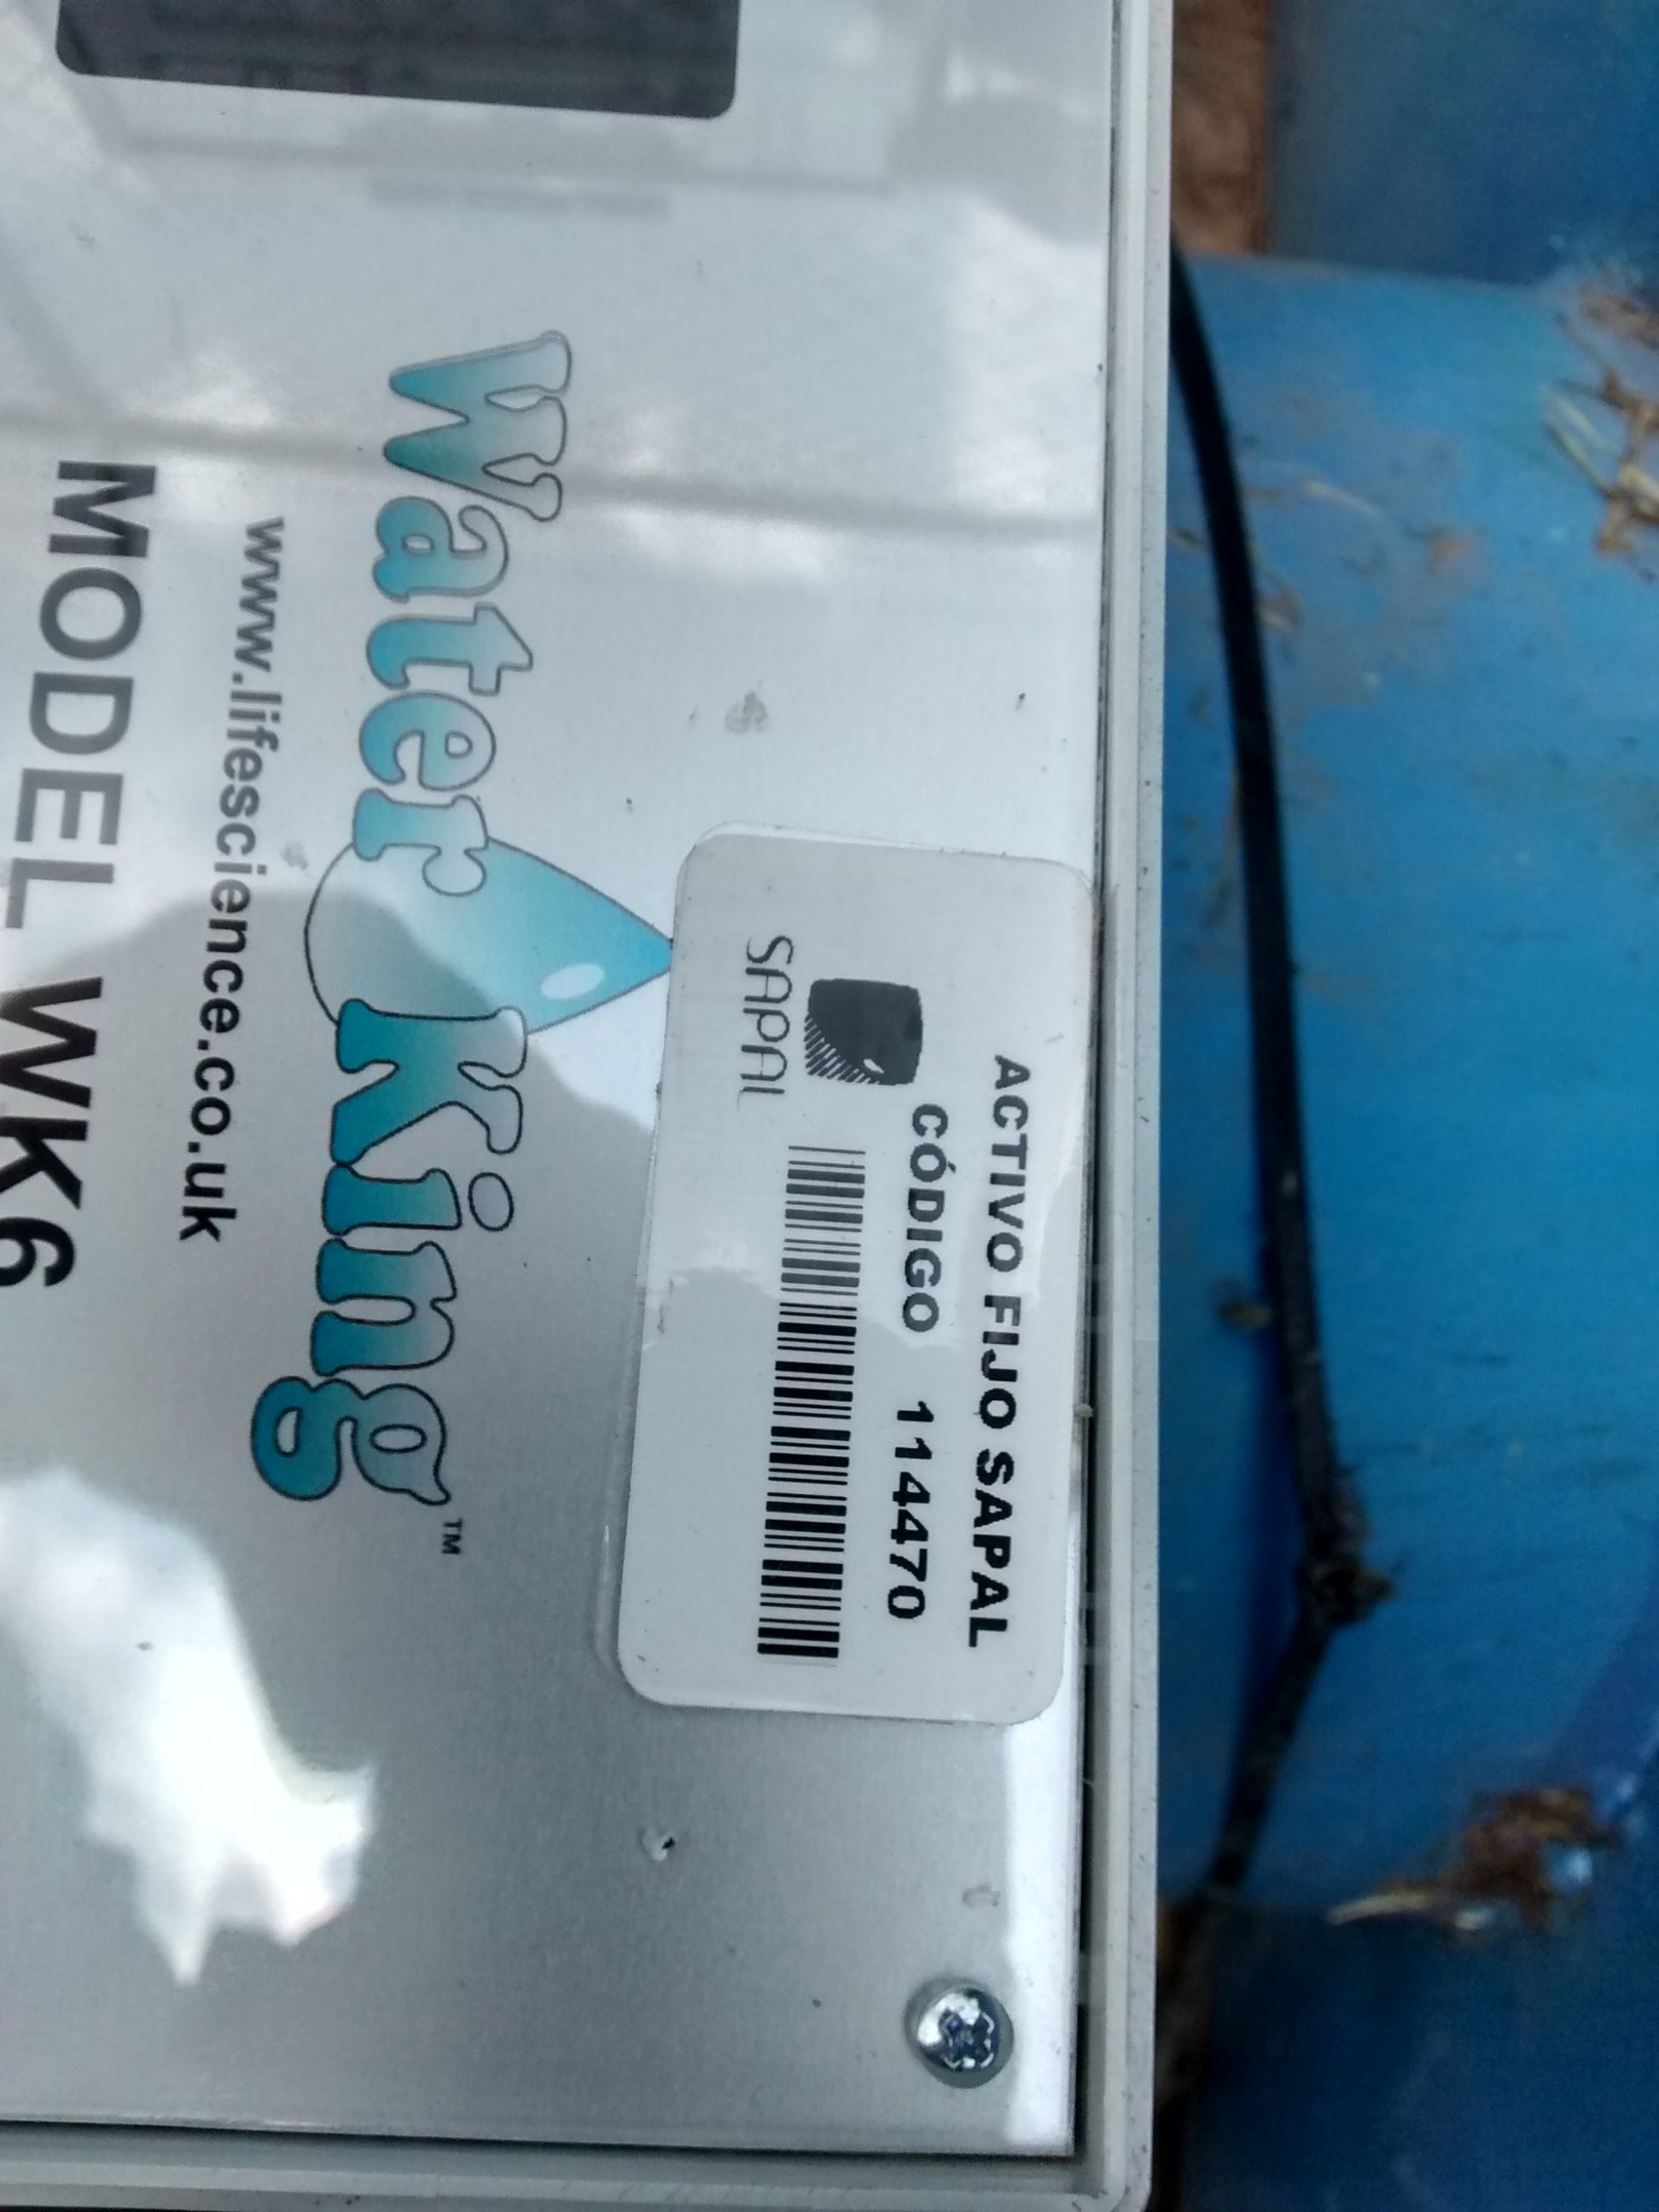 ACTIVO FIJO SAPAL
CÓDIGO 114470
SAPAL
Water King™
www.lifescience.co.uk
MODEL WK6